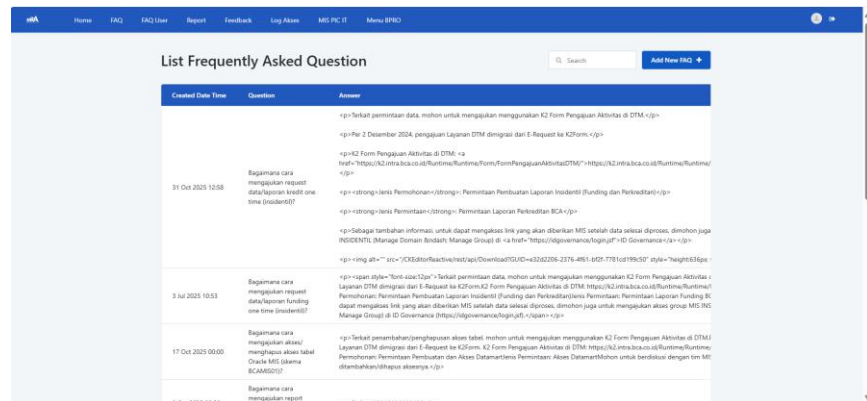 Home FAQ FAQ User Report Feedback Log Akses MIS PIC IT Menu BPRO
List Frequently Asked Question
Search
Add New FAQ +
Created Date Time Question Answer
31 Oct 2025 12:58
Bagaimana cara
mengajukan request
data/laporan kredit one
time (insidentil)?
<p>Terkait permintaan data, mohon untuk mengajukan menggunakan K2 Form Pengajuan Aktivitas di DTM.</p>
<p>Per 2 Desember 2024, pengajuan Layanan DTM dimigrasi dari E-Request ke K2Form.</p>
<p>K2 Form Pengajuan Aktivitas di DTM: <a
href="https://k2.intra.bca.co.id/Runtime/Runtime/Form/FormPengajuanAktivitasDTM/">https://k2.intra.bca.co.id/Runtime/Runtime/
</p>
<p><strong>Jenis Permohonan</strong>: Permintaan Pembuatan Laporan Insidentil (Funding dan Perkreditan)</p>
<p><strong>Jenis Permintaan</strong>: Permintaan Laporan Perkreditan BCA</p>
<p>Sebagai tambahan informasi, untuk dapat mengakses link yang akan diberikan MIS setelah data selesai diproses, dimohon juga
INSIDENTIL (Manage Domain &ndash; Manage Group) di <a href="https://idgovernance/login.jsf">ID Governance</a></p>
<p><img alt="" src="/CKEditorReactive/rest/api/Download?GUID=e32d2206-2376-4f61-bf2f-7781cd199c50" style="height:636px;
3 Jul 2025 10:53
Bagaimana cara
mengajukan request
data/laporan funding
one time (insidentil)?
<p><span style="font-size:12px">Terkait permintaan data, mohon untuk mengajukan menggunakan K2 Form Pengajuan Aktivitas
Layanan DTM dimigrasi dari E-Request ke K2Form.K2 Form Pengajuan Aktivitas di DTM: https://k2.intra.bca.co.id/Runtime/Runtime/
Permohonan: Permintaan Pembuatan Laporan Insidentil (Funding dan Perkreditan)Jenis Permintaan: Permintaan Laporan Funding
dapat mengakses link yang akan diberikan MIS setelah data selesai diproses, dimohon juga untuk mengajukan akses group MIS INS
Manage Group) di ID Governance (https://idgovernance/login.jsf).</span></p>
17 Oct 2025 00:00
Bagaimana cara
mengajukan akses/
menghapus akses tabel
Oracle MIS (skema
BCAMIS01)?
<p>Terkait penambahan/penghapusan akses tabel, mohon untuk mengajukan menggunakan K2 Form Pengajuan Aktivitas di DTM.
Layanan DTM dimigrasi dari E-Request ke K2Form. K2 Form Pengajuan Aktivitas di DTM: https://k2.intra.bca.co.id/Runtime/Runtime/
Permohonan: Permintaan Pembuatan dan Akses DatamartJenis Permintaan: Akses DatamartMohon untuk berdiskusi dengan tim
ditambahkan/dihapus aksesnya.</p>
Bagaimana cara
mengajukan report